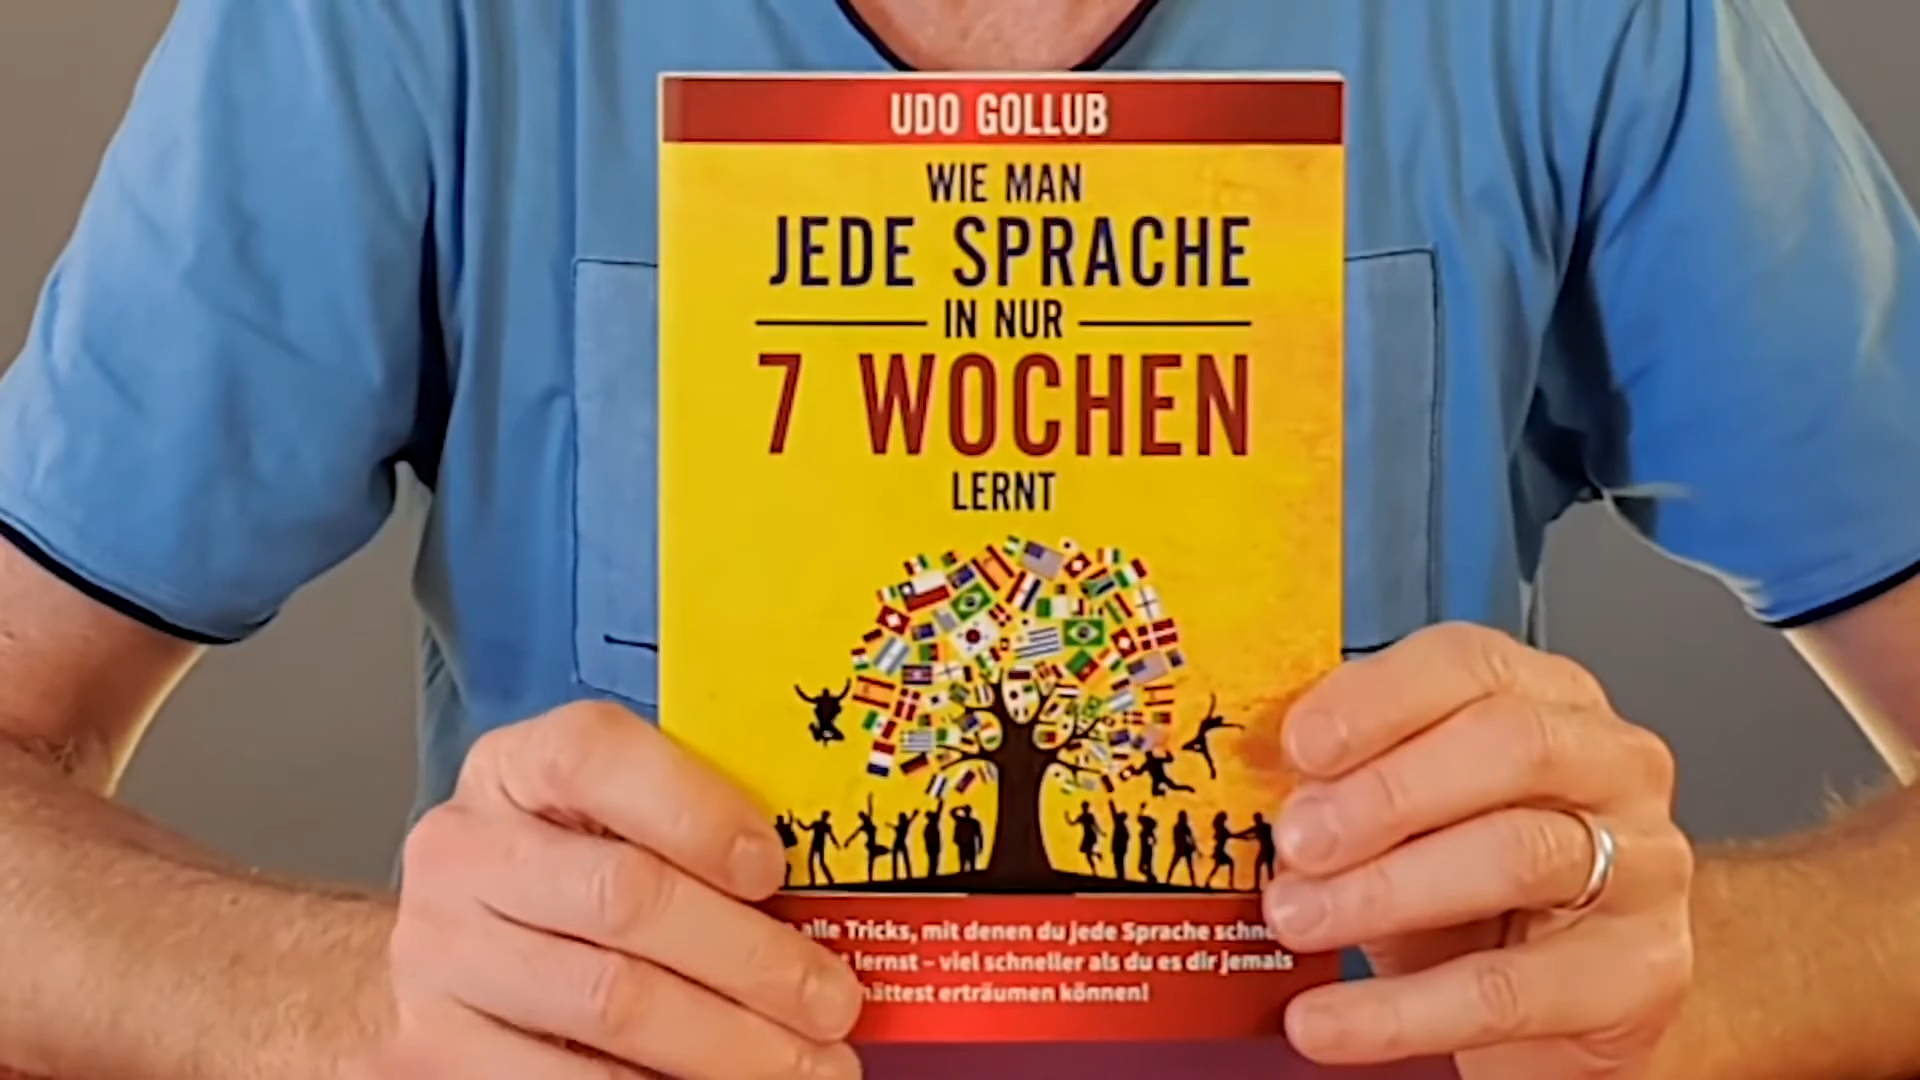 UDO GOLLUB
WIE MAN
JEDE SPRACHE
IN NUR
7 WOCHEN
LERNT
alle Tricks, mit denen du jede Sprache
lernst – viel schneller als du es dir jemals
hättest erträumen können!